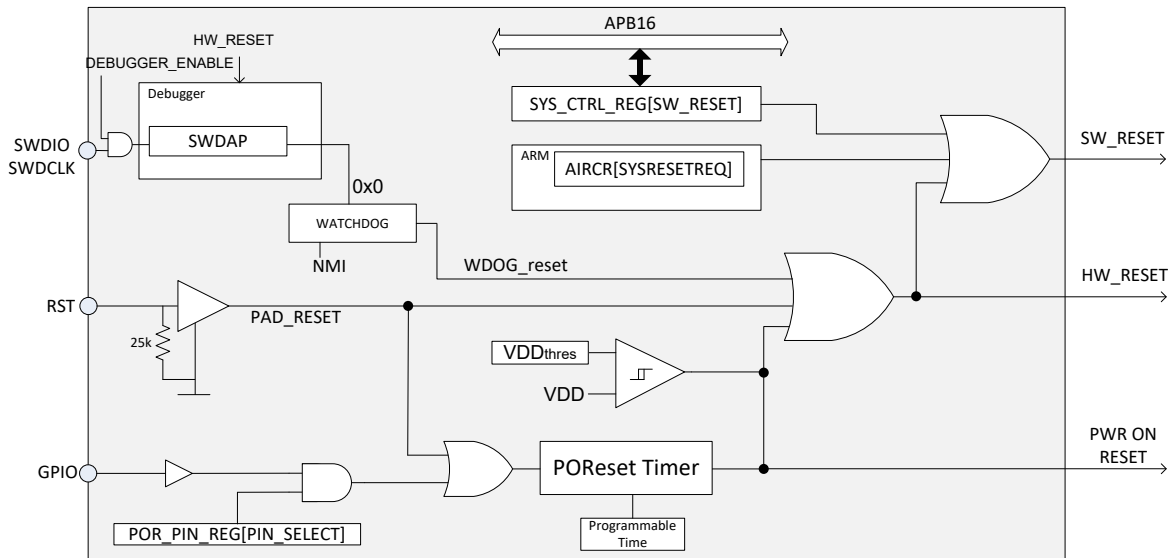 APB16
HW_RESET
DEBUGGER_ENABLE
Debugger
SWDAP
SWDIO
SWDCLK
0x0
WATCHDOG
NMI
SYS_CTRL_REG[SW_RESET]
ARM
AIRCR[SYSRESETREQ]
SW_RESET
WDOG_reset
HW_RESET
RST
PAD_RESET
25k
VDDthres
VDD
GPIO
POReset Timer
PWR ON
RESET
POR_PIN_REG[PIN_SELECT]
Programmable
Time